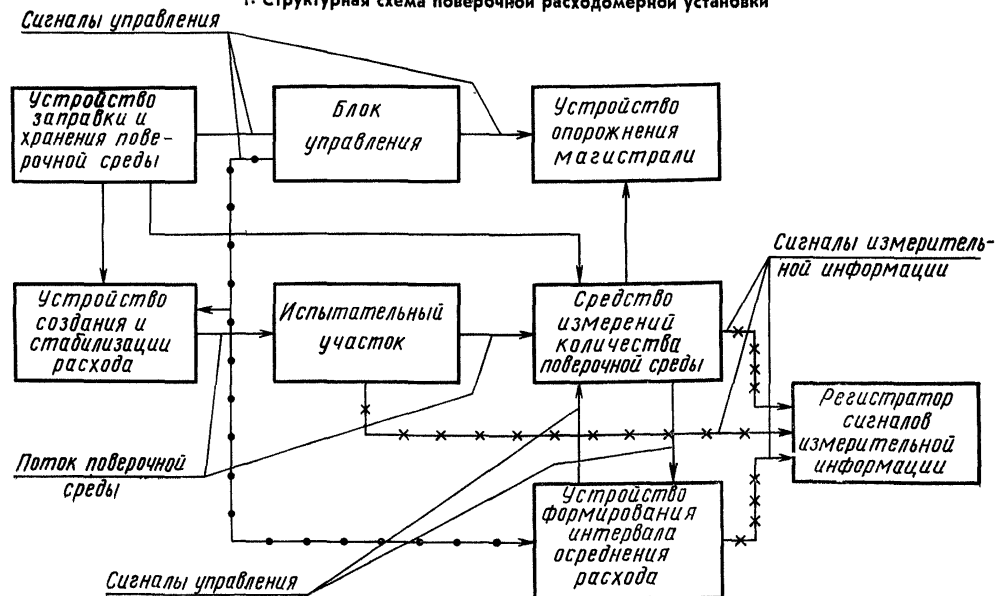 1. Структурная схема поверочной расходомерной установки
Сигналы управления
Устройство
заправки и
хранения пове-
рочной среды
Блок
управления
Устройство
опорожнения
магистрали
Сигналы измеритель-
ной информации
Устройство
создания и
стабилизации
расхода
Испытательный
участок
Средство
измерений
количества
поверочной среды
Регистратор
сигналов
измерительной
информации
Поток поверочной
среды
Устройство
формирования
интервала
осреднения
расхода
Сигналы управления